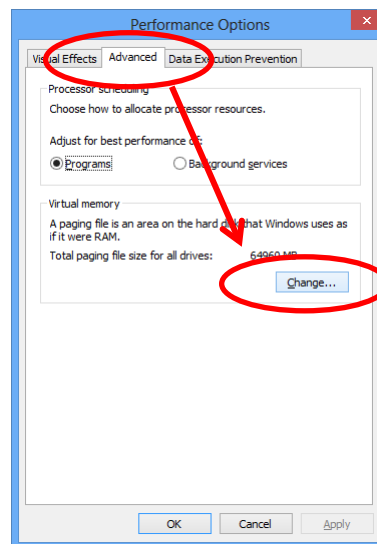 Performance Options
Visual Effects Advanced Data Execution Prevention
Processor scheduling
Choose how to allocate processor resources.
Adjust for best performance of:
Programs Background services
Virtual memory
A paging file is an area on the hard disk that Windows uses as
if it were RAM.
Total paging file size for all drives: 64960 MB
Change...
OK Cancel Apply